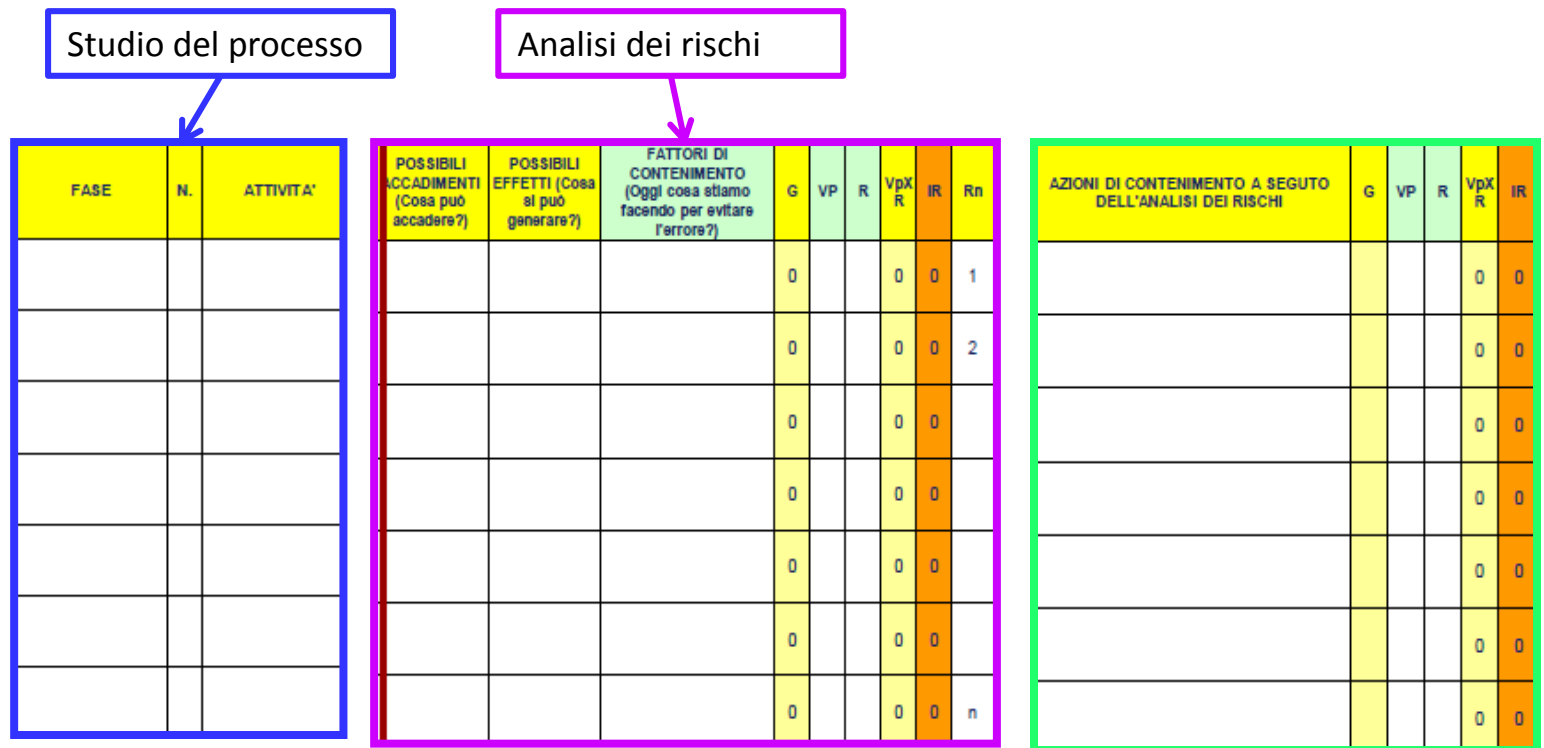 Studio del processo
Analisi dei rischi
FASE N. ATTIVITA'
POSSIBILI
ACCADIMENTI
(Cosa può
accadere?)
POSSIBILI
EFFETTI (Cosa
si può
generare?)
FATTORI DI
CONTENIMENTO
(Oggi cosa stiamo
facendo per evitare
l'errore?)
G VP R VpX
R
IR Rn
0 0 0 1
0 0 0 2
0 0 0
0 0 0
0 0 0
0 0 0
0 0 0 n
AZIONI DI CONTENIMENTO A SEGUTO
DELL'ANALISI DEI RISCHI
G VP R VpX
R
IR
0 0
0 0
0 0
0 0
0 0
0 0
0 0